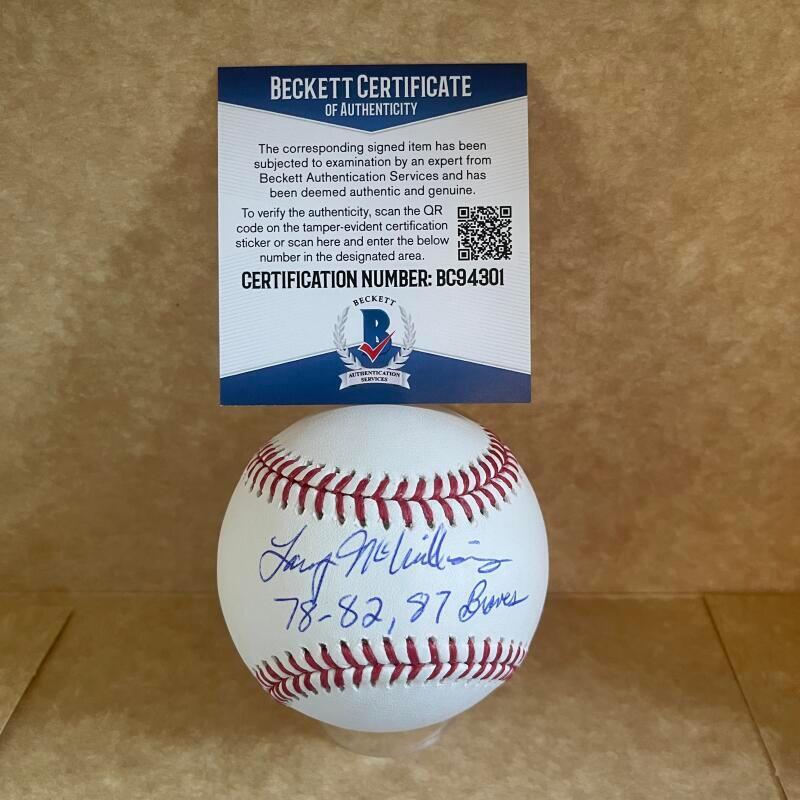 BECKETT CERTIFICATE
OF AUTHENTICITY
The corresponding signed item has been
subjected to examination by an expert from
Beckett Authentication Services and has
been deemed authentic and genuine.
To verify the authenticity, scan the QR
code on the tamper-evident certification
sticker or scan here and enter the below
number in the designated area.
CERTIFICATION NUMBER: BC94301
BECKETT
B
AUTHENTICATION
SERVICES
Larry McWilliams
78-82, 87 Braves